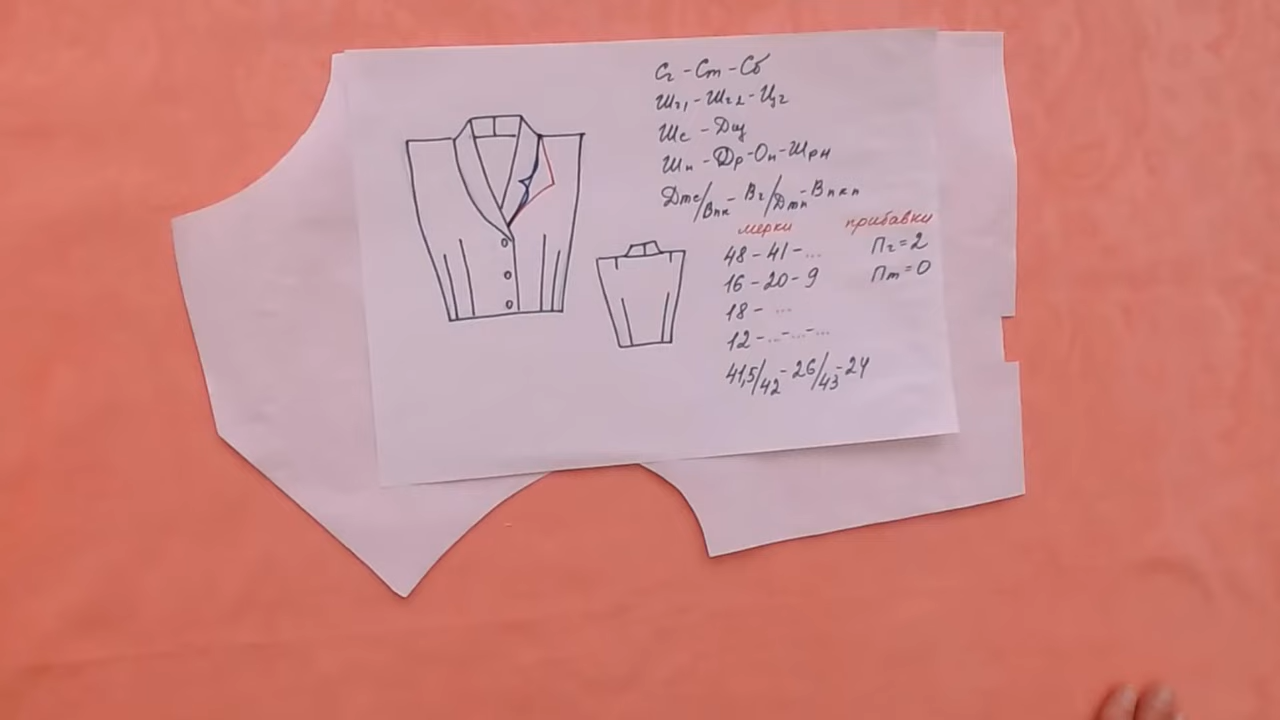 Сг - Ст - Сб
Шг1 - Шг2 - Цг
Шс - Дщ
Шп - Др - Оп - Шрн
Дтс/Впк - Вг/Дтп - Впкп
мерки прибавки
48 - 41 - ... Пг = 2
16 - 20 - 9 Пт = 0
18 - ...
12 - ... - ... - ...
41,5/42 - 26/43 - 24